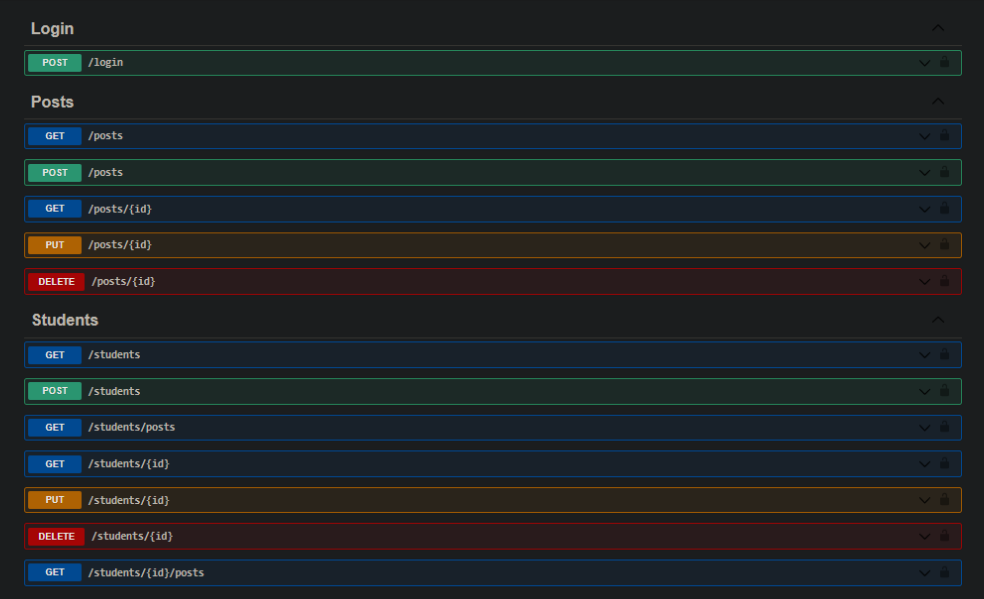 Login
POST /login
Posts
GET /posts
POST /posts
GET /posts/{id}
PUT /posts/{id}
DELETE /posts/{id}
Students
GET /students
POST /students
GET /students/posts
GET /students/{id}
PUT /students/{id}
DELETE /students/{id}
GET /students/{id}/posts